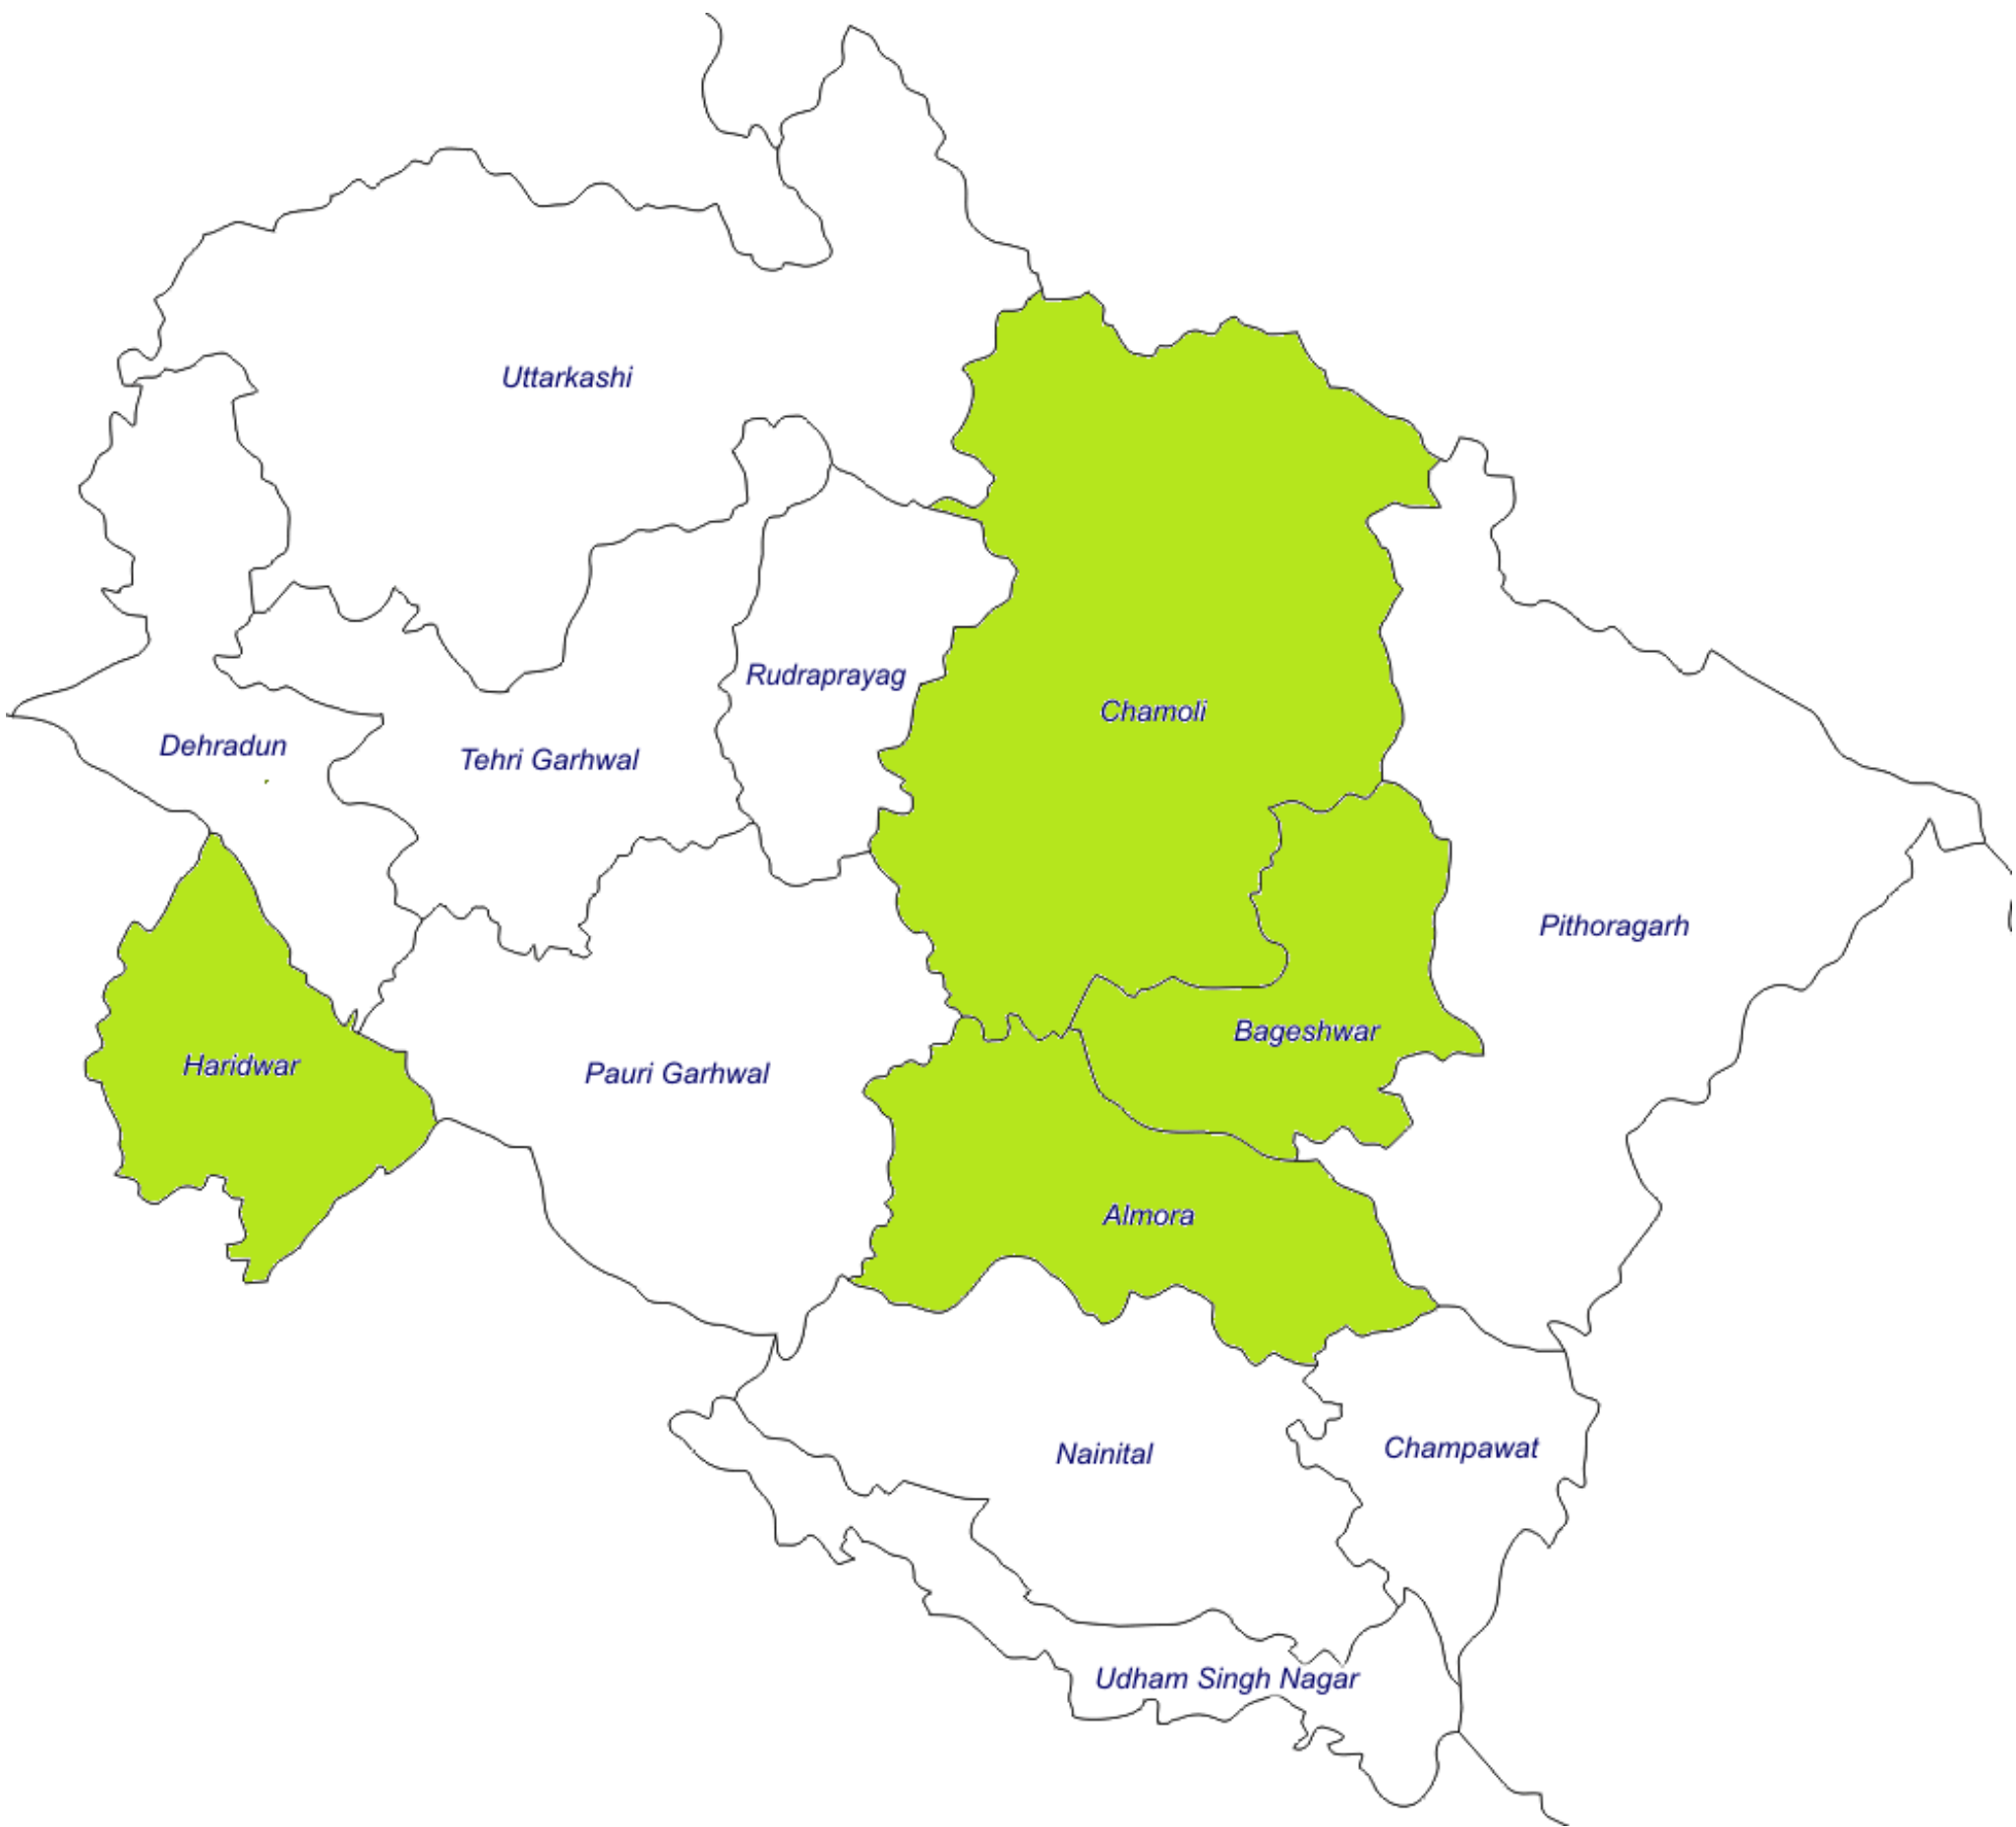 Uttarkashi
Rudraprayag
Chamoli
Dehradun
Tehri Garhwal
Pithoragarh
Bageshwar
Haridwar
Pauri Garhwal
Almora
Nainital
Champawat
Udham Singh Nagar